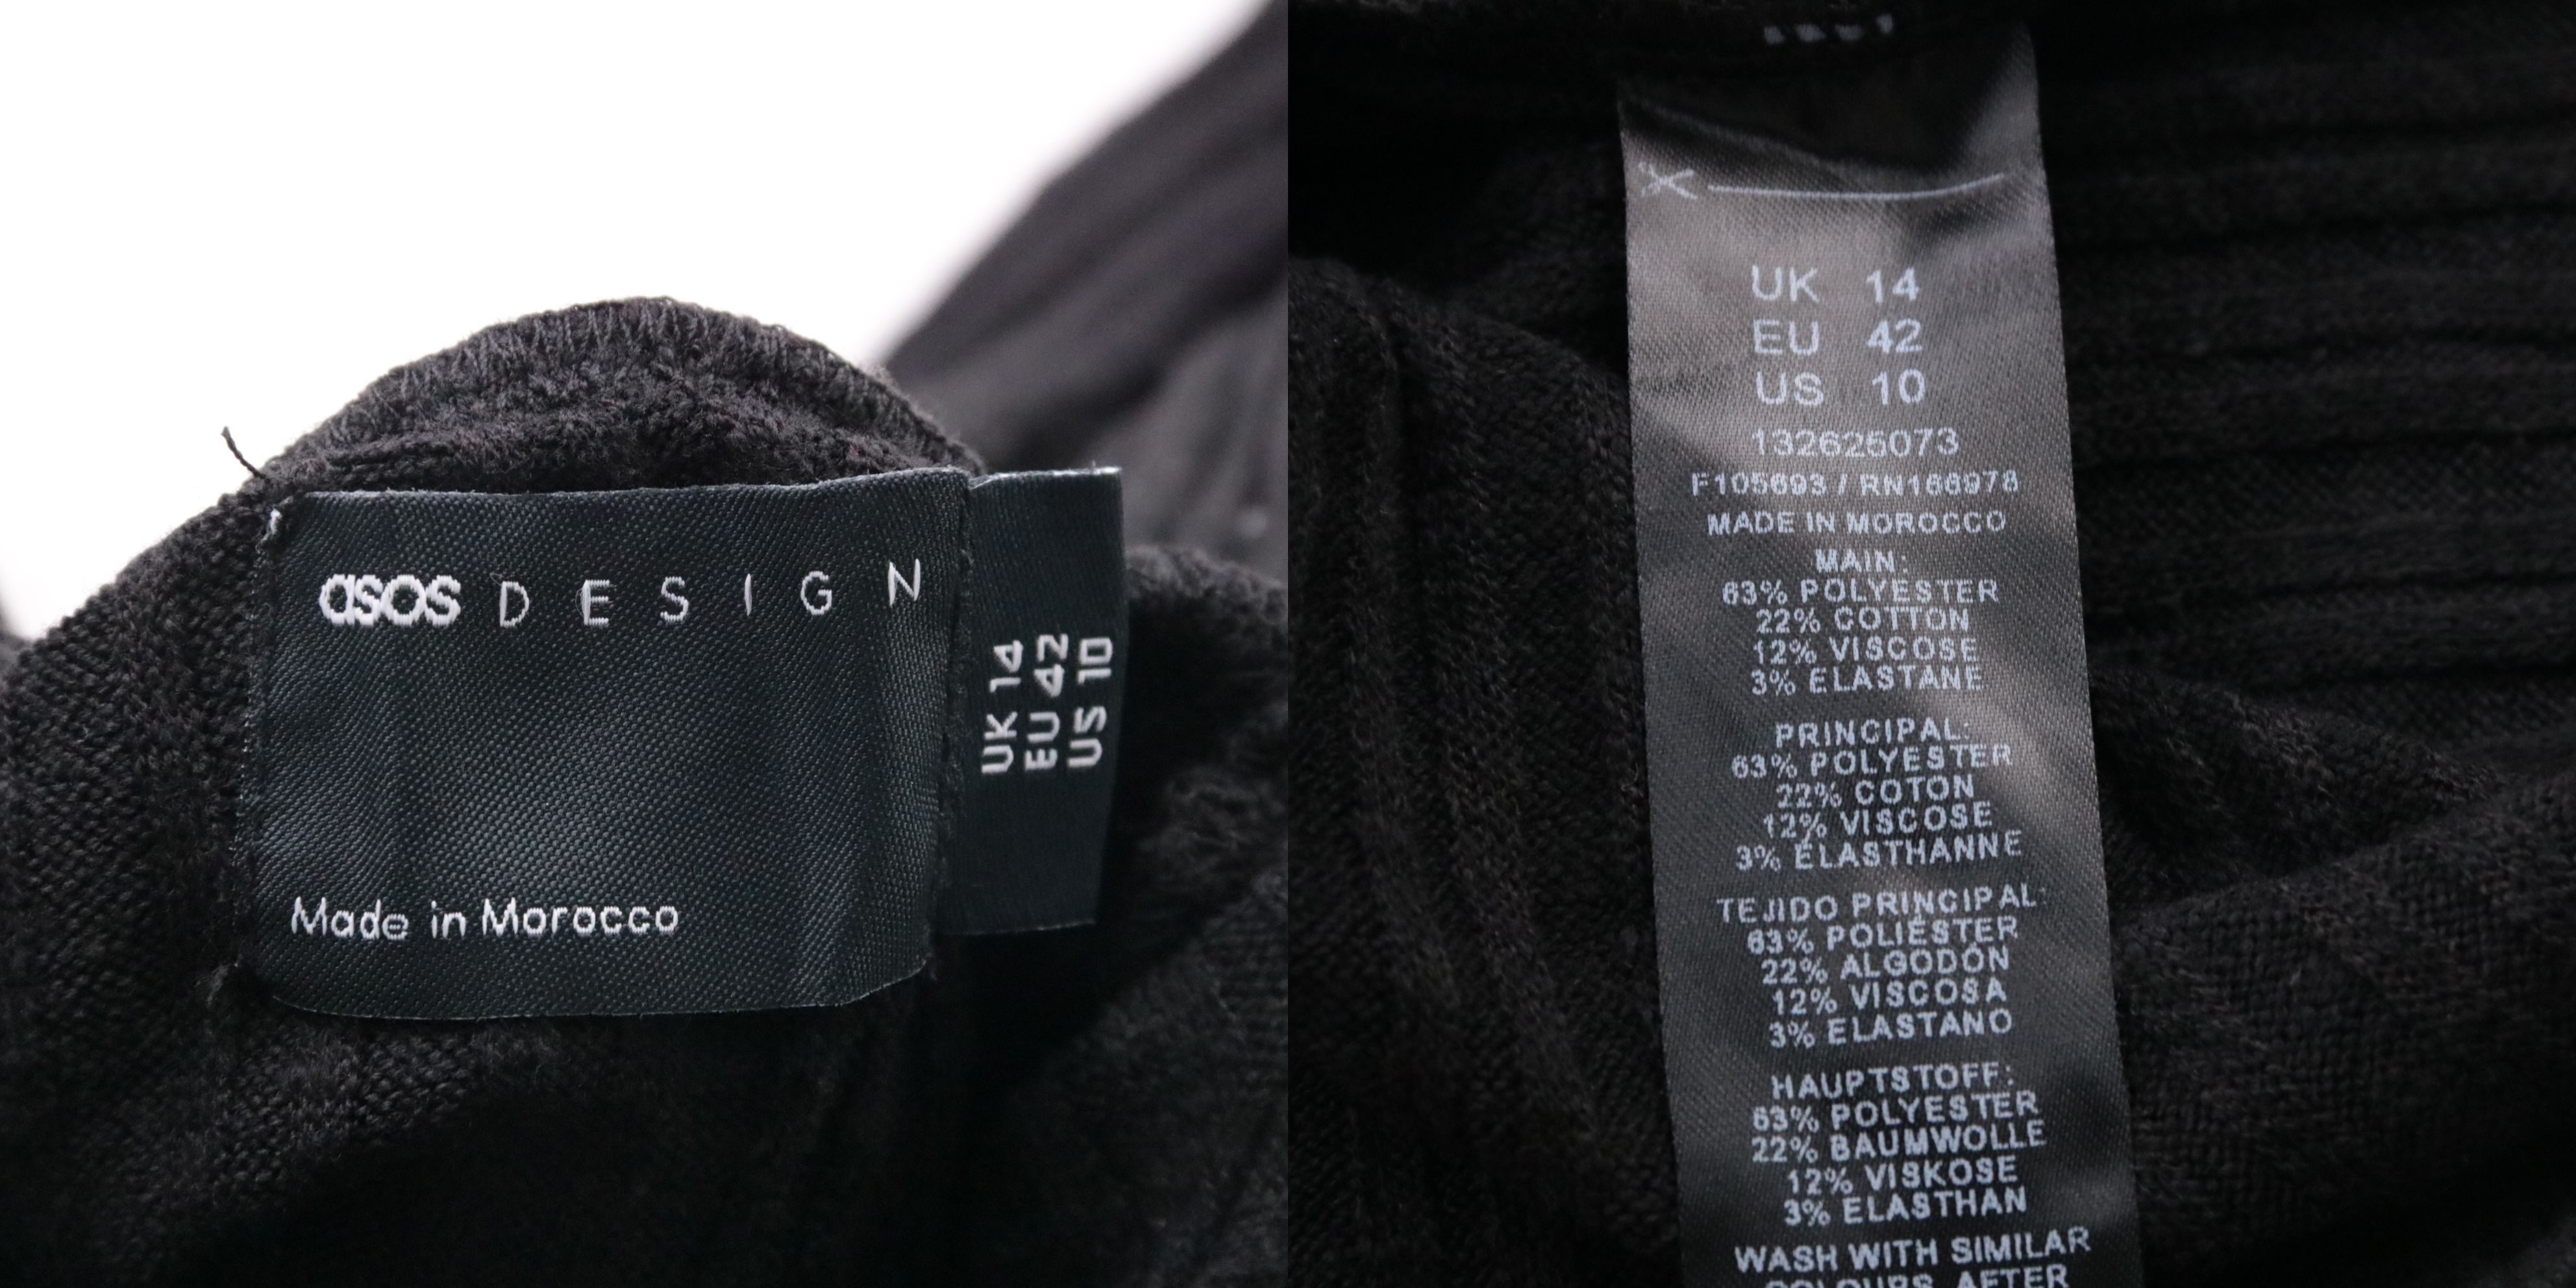 asos DESIGN
Made in Morocco
UK 14
EU 42
US 10
UK 14
EU 42
US 10
132625073
F105693 / RN166978
MADE IN MOROCCO
MAIN:
63% POLYESTER
22% COTTON
12% VISCOSE
3% ELASTANE
PRINCIPAL:
63% POLYESTER
22% COTON
12% VISCOSE
3% ÉLASTHANNE
TEJIDO PRINCIPAL:
63% POLIÉSTER
22% ALGODÓN
12% VISCOSA
3% ELASTANO
HAUPTSTOFF:
63% POLYESTER
22% BAUMWOLLE
12% VISKOSE
3% ELASTHAN
WASH WITH SIMILAR
COLOURS. AFTER